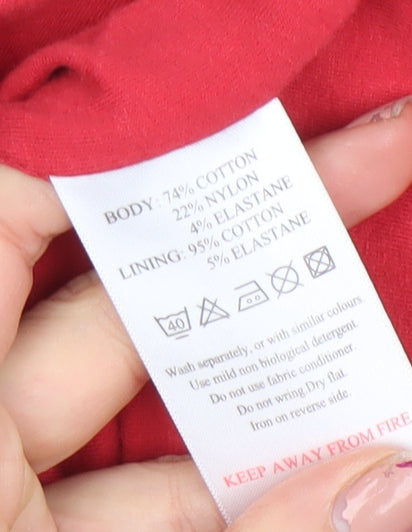 BODY: 74% COTTON
22% NYLON
4% ELASTANE
LINING: 95% COTTON
5% ELASTANE
40
Wash separately, or with similar colours.
Use mild non biological detergent
Do not use fabric conditioner.
Do not wring.Dry flat.
Iron on reverse side
KEEP AWAY FROM FIRE